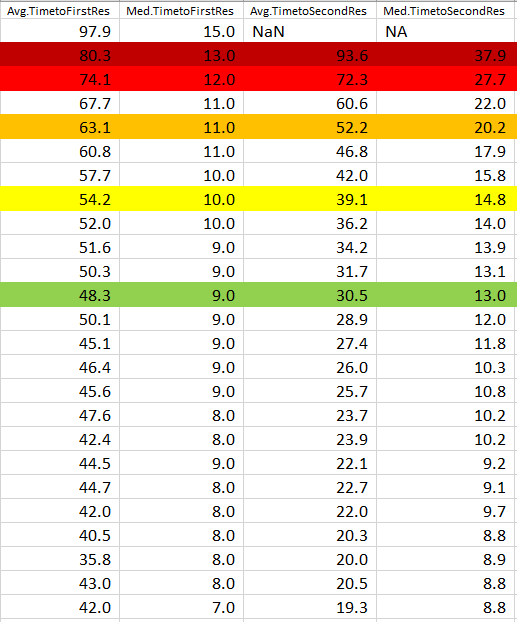 Avg.TimetoFirstRes Med.TimetoFirstRes Avg.TimetoSecondRes Med.TimetoSecondRes
97.9 15.0 NaN NA
80.3 13.0 93.6 37.9
74.1 12.0 72.3 27.7
67.7 11.0 60.6 22.0
63.1 11.0 52.2 20.2
60.8 11.0 46.8 17.9
57.7 10.0 42.0 15.8
54.2 10.0 39.1 14.8
52.0 10.0 36.2 14.0
51.6 9.0 34.2 13.9
50.3 9.0 31.7 13.1
48.3 9.0 30.5 13.0
50.1 9.0 28.9 12.0
45.1 9.0 27.4 11.8
46.4 9.0 26.0 10.3
45.6 9.0 25.7 10.8
47.6 8.0 23.7 10.2
42.4 8.0 23.9 10.2
44.5 9.0 22.1 9.2
44.7 8.0 22.7 9.1
42.0 8.0 22.0 9.7
40.5 8.0 20.3 8.8
35.8 8.0 20.0 8.9
43.0 8.0 20.5 8.8
42.0 7.0 19.3 8.8